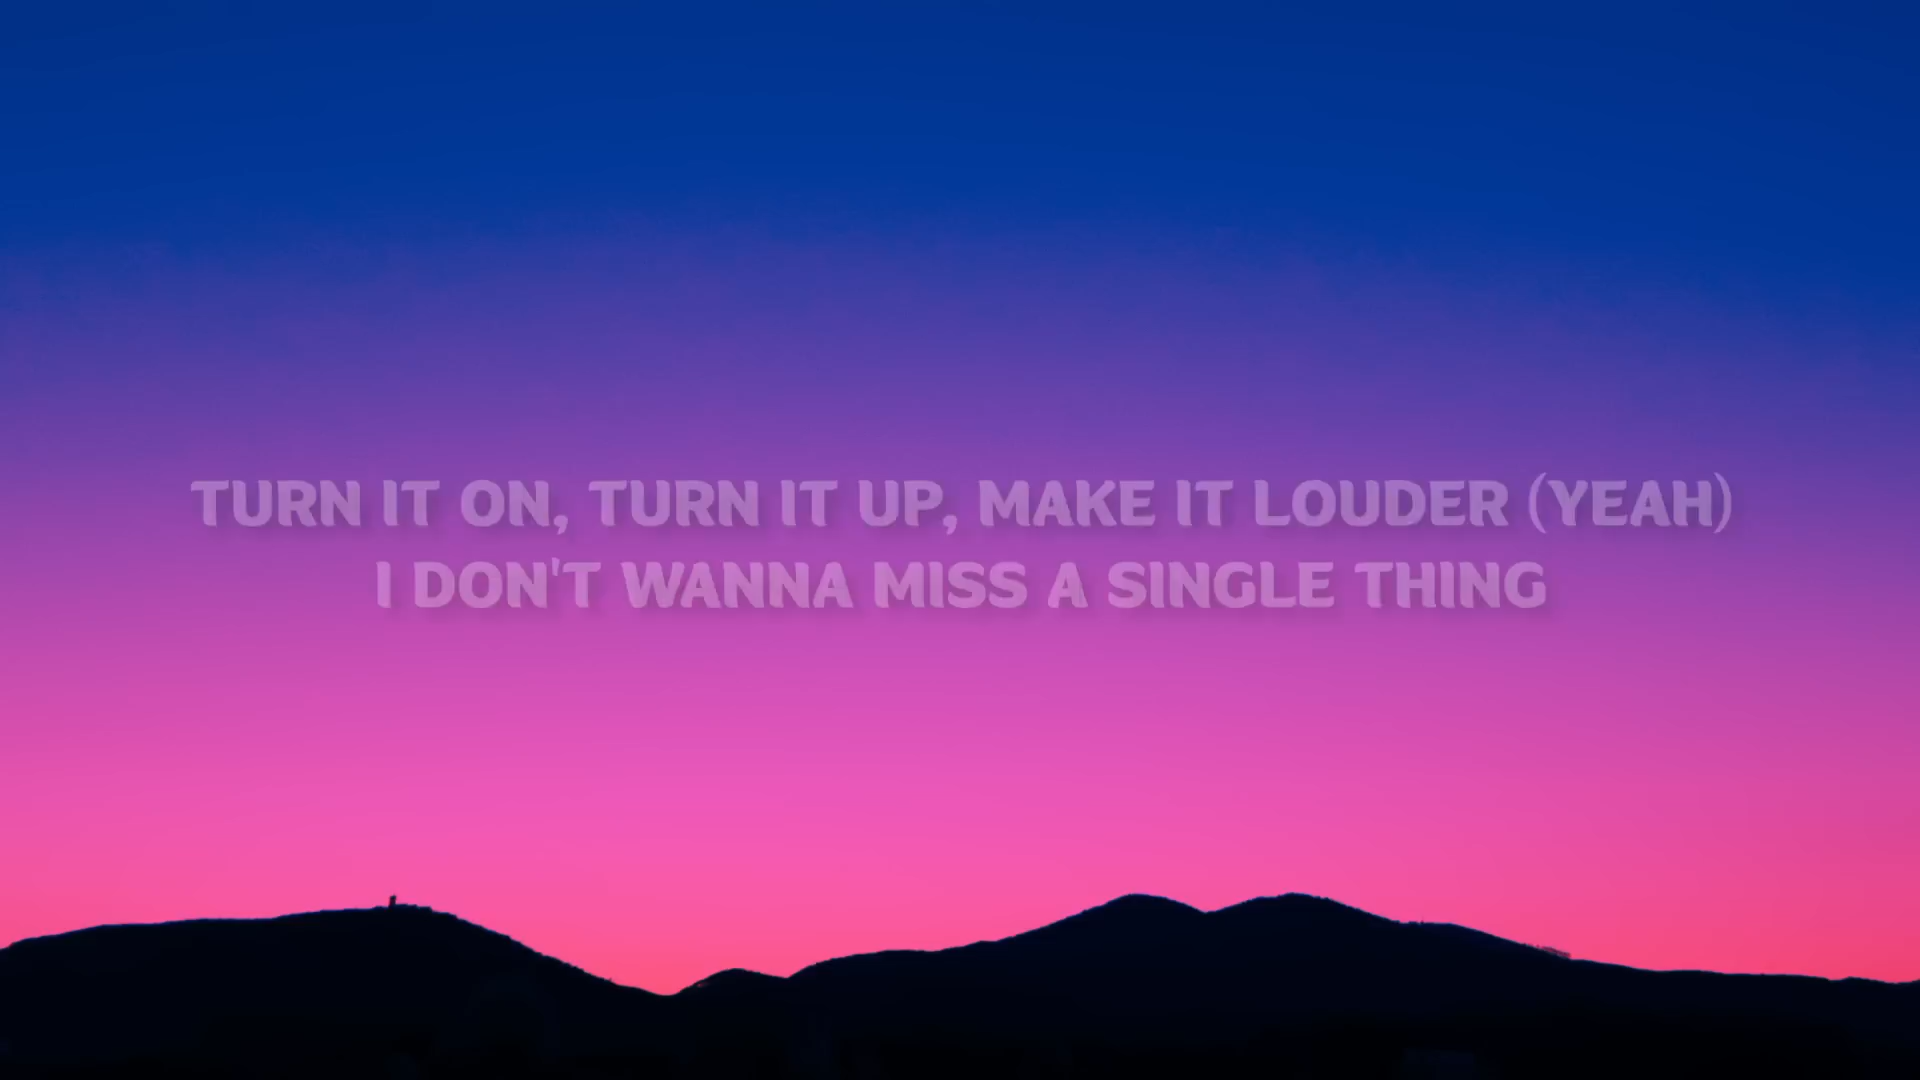 TURN IT ON, TURN IT UP, MAKE IT LOUDER (YEAH)
I DON'T WANNA MISS A SINGLE THING